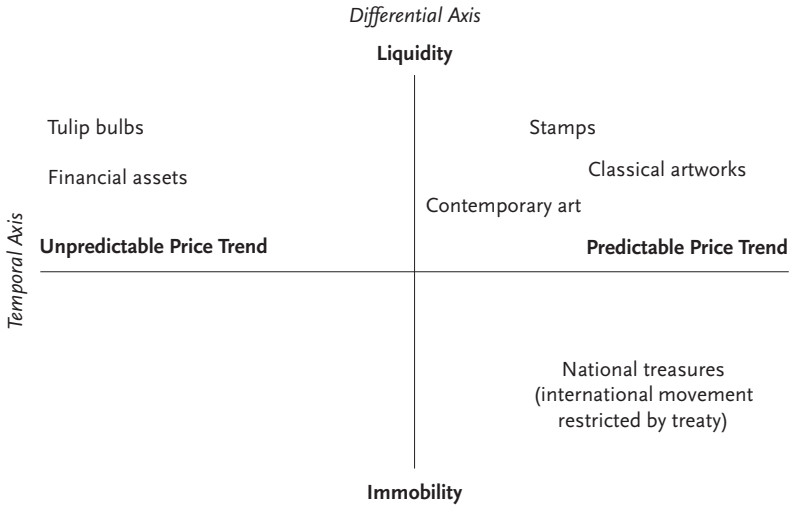 Differential Axis
Liquidity
Tulip bulbs
Stamps
Financial assets
Classical artworks
Contemporary art
Temporal Axis
Unpredictable Price Trend
Predictable Price Trend
National treasures
(international movement
restricted by treaty)
Immobility